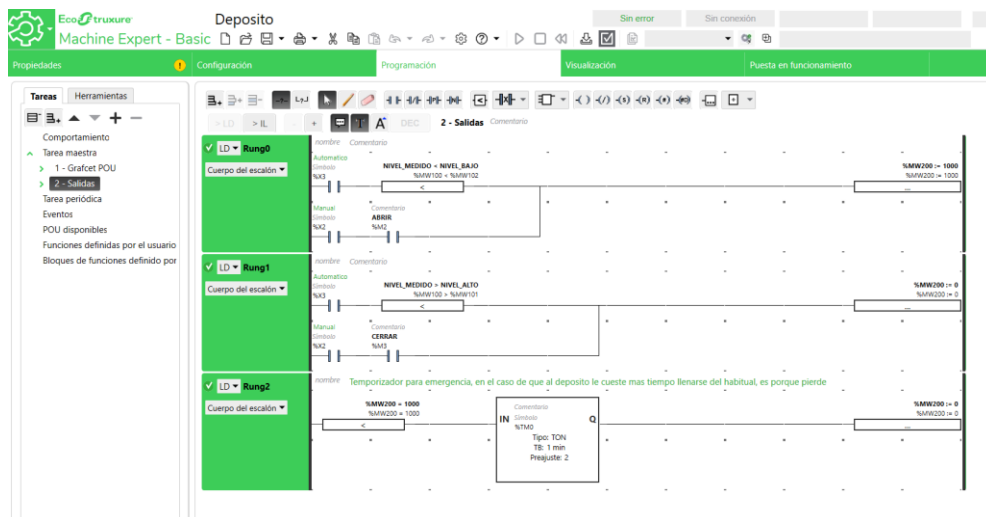 EcoStruxure
Machine Expert - Basic
Deposito
Sin error
Sin conexión
Propiedades
Configuración
Programación
Visualización
Puesta en funcionamiento
Tareas
Herramientas
Comportamiento
Tarea maestra
1 - Grafcet POU
2 - Salidas
Tarea periódica
Eventos
POU disponibles
Funciones definidas por el usuario
Bloques de funciones definido por
> LD
> IL
-
+
DEC
2 - Salidas
Comentario
LD
Rung0
Cuerpo del escalón
nombre
Comentario
Automatico
Símbolo
%X3
NIVEL_MEDIDO < NIVEL_BAJO
%MW100 < %MW102
<
%MW200 := 1000
%MW200 := 1000
...
Manual
Símbolo
%X2
Comentario
ABRIR
%M2
LD
Rung1
Cuerpo del escalón
nombre
Comentario
Automatico
Símbolo
%X3
NIVEL_MEDIDO > NIVEL_ALTO
%MW100 > %MW101
<
%MW200 := 0
%MW200 := 0
...
Manual
Símbolo
%X2
Comentario
CERRAR
%M3
LD
Rung2
Cuerpo del escalón
nombre
Temporizador para emergencia, en el caso de que al deposito le cueste mas tiempo llenarse del habitual, es porque pierde
%MW200 = 1000
%MW200 = 1000
<
Comentario
IN
Símbolo
Q
%TM0
Tipo: TON
TB: 1 min
Preajuste: 2
%MW200 := 0
%MW200 := 0
...